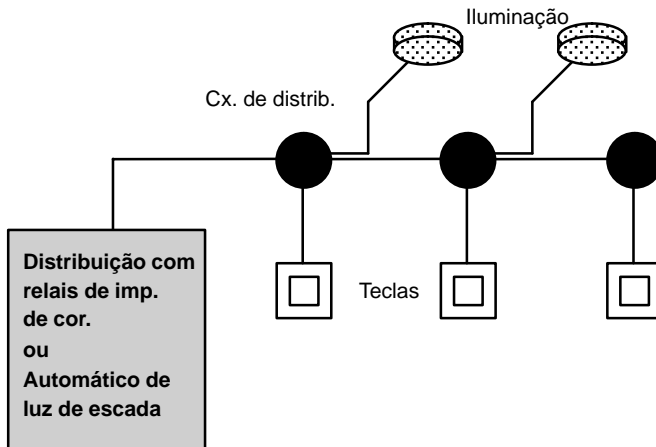 Iluminação
Cx. de distrib.
Teclas
Distribuição com
relais de imp.
de cor.
ou
Automático de
luz de escada